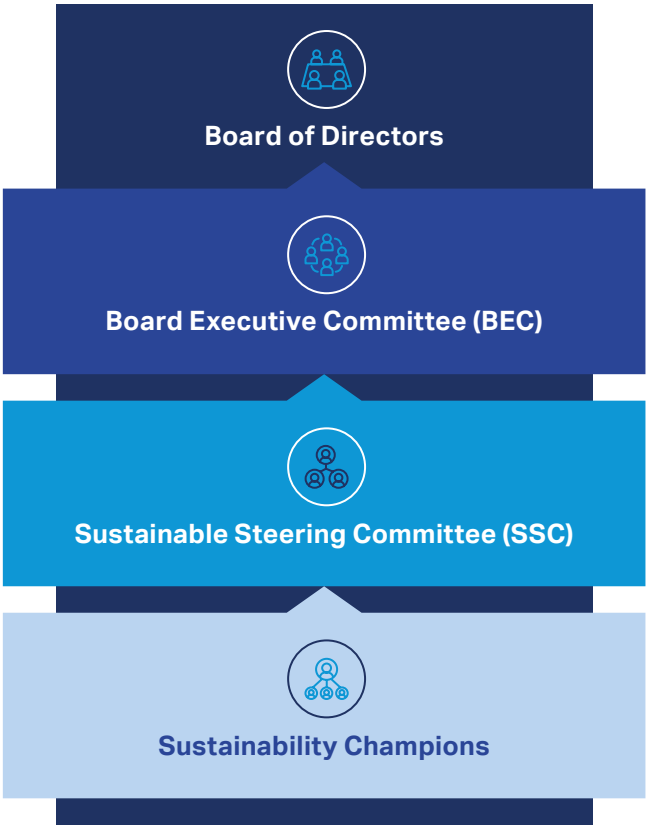 Board of Directors
Board Executive Committee (BEC)
Sustainable Steering Committee (SSC)
Sustainability Champions